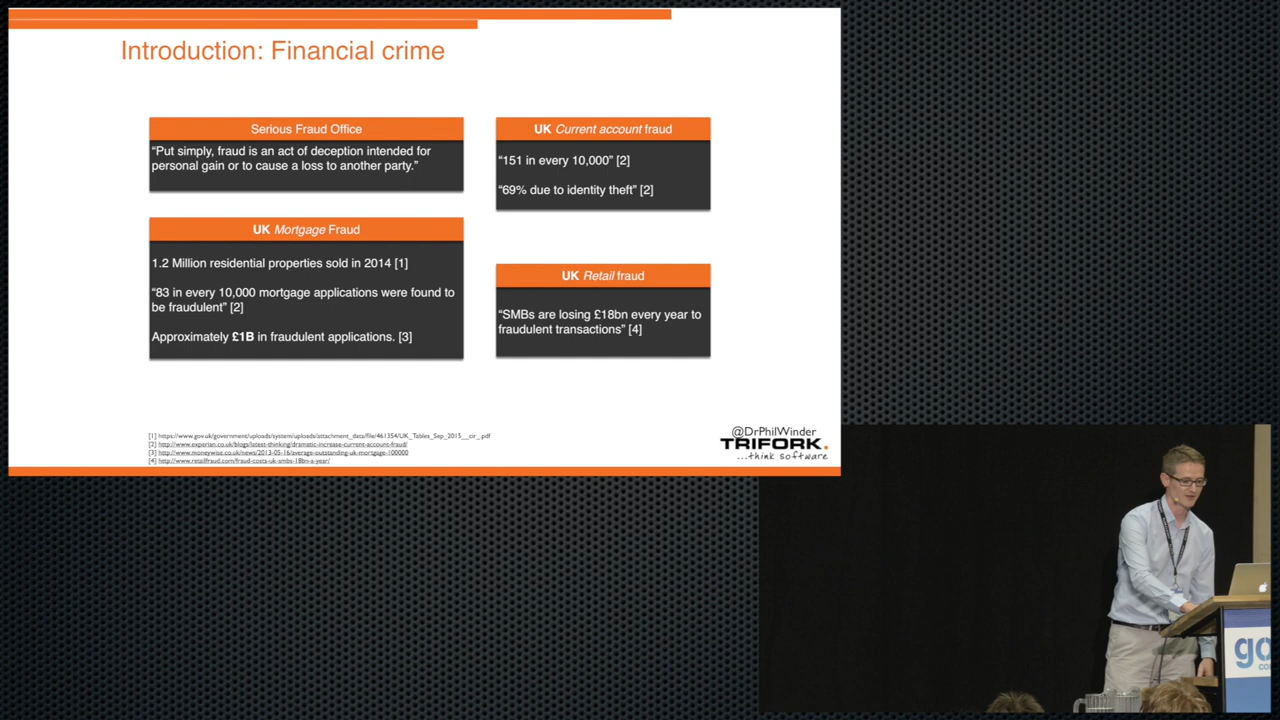 Introduction: Financial crime
Serious Fraud Office
“Put simply, fraud is an act of deception intended for
personal gain or to cause a loss to another party.”
UK Mortgage Fraud
1.2 Million residential properties sold in 2014 [1]
“83 in every 10,000 mortgage applications were found to
be fraudulent” [2]
Approximately £1B in fraudulent applications. [3]
UK Current account fraud
“151 in every 10,000” [2]
“69% due to identity theft” [2]
UK Retail fraud
“SMBs are losing £18bn every year to
fraudulent transactions” [4]
[1] https://www.gov.uk/government/uploads/system/uploads/attachment_data/file/461354/UK_Tables_Sep_2015__cir_.pdf
[2] http://www.experian.co.uk/blogs/latest-thinking/dramatic-increase-current-account-fraud/
[3] http://www.moneywise.co.uk/news/2013-05-16/average-outstanding-uk-mortgage-100000
[4] http://www.retailfraud.com/fraud-costs-uk-smbs-18bn-a-year/
@DrPhilWinder
TRIFORK.
...think software
go